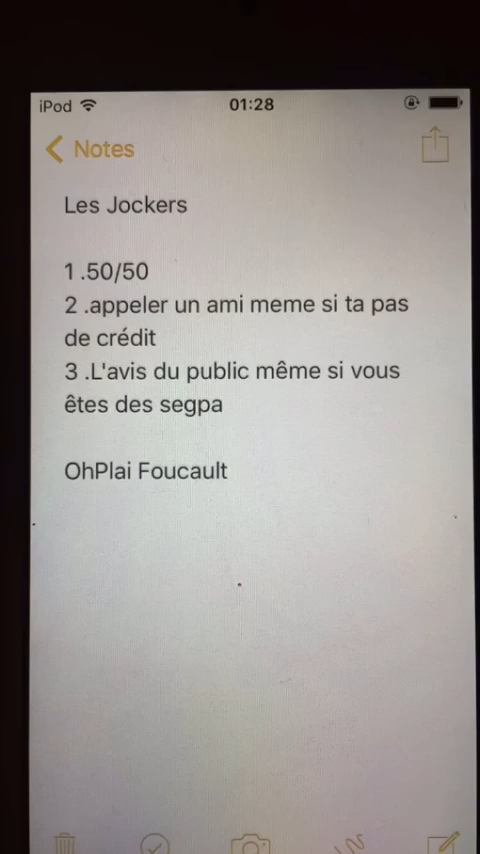 iPod 01:28
Notes
Les Jockers
1 .50/50
2 .appeler un ami meme si ta pas
de crédit
3 .L'avis du public même si vous
êtes des segpa
OhPlai Foucault